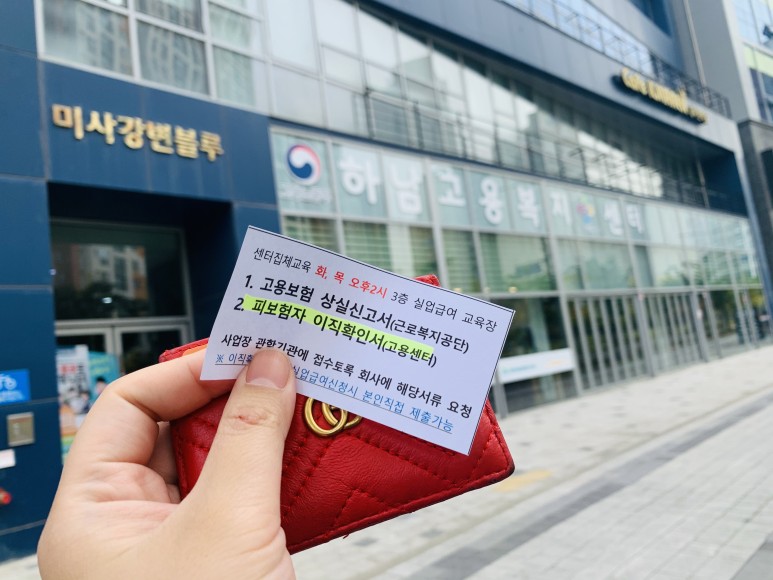 미사강변블루
하남고용복지센터
센터집체교육 화, 목 오후2시 3층 실업급여 교육장
1. 고용보험 상실신고서(근로복지공단)
2. 피보험자 이직확인서(고용센터)
사업장 관할기관에 접수토록 회사에 해당서류 요청
※ 이직 실업급여신청시 본인직접 제출가능